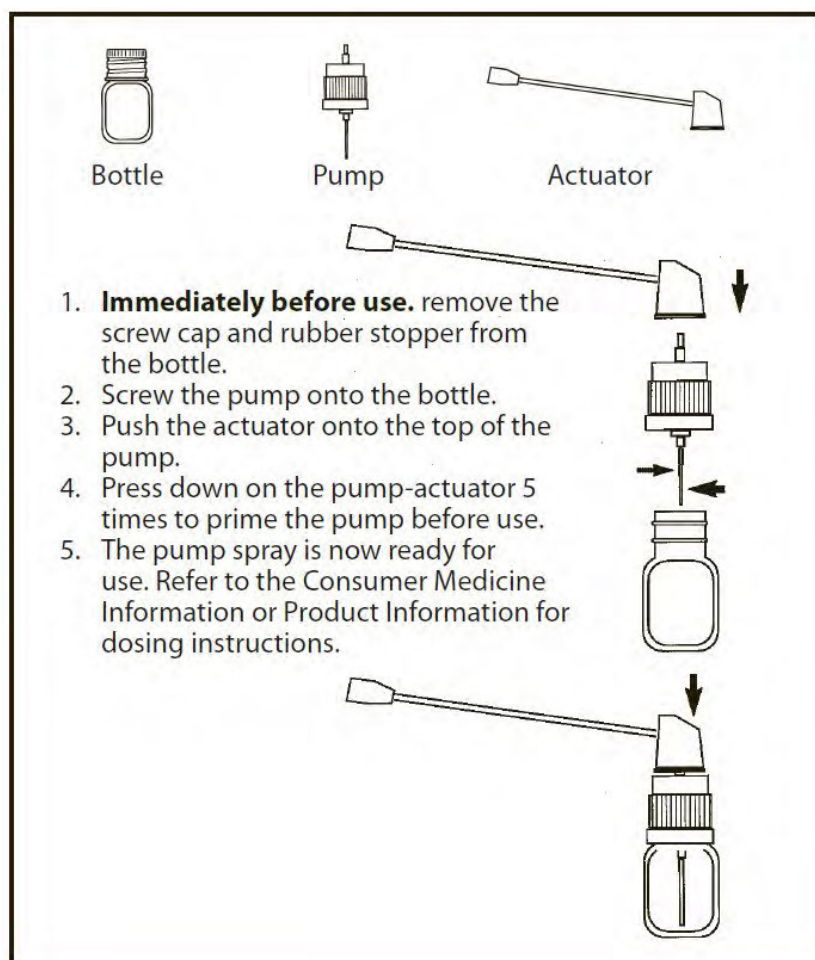 Bottle
Pump
Actuator
1. Immediately before use. remove the
screw cap and rubber stopper from
the bottle.
2. Screw the pump onto the bottle.
3. Push the actuator onto the top of the
pump.
4. Press down on the pump-actuator 5
times to prime the pump before use.
5. The pump spray is now ready for
use. Refer to the Consumer Medicine
Information or Product Information for
dosing instructions.